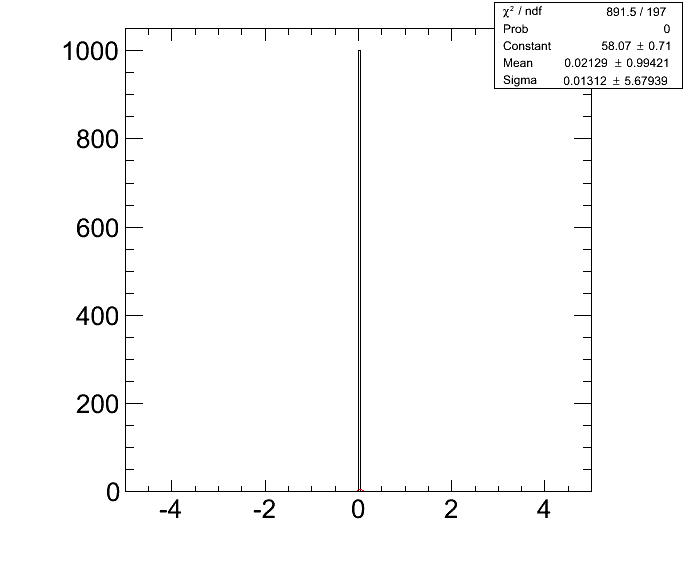 χ² / ndf 891.5 / 197
Prob 0
Constant 58.07 ± 0.71
Mean 0.02129 ± 0.99421
Sigma 0.01312 ± 5.67939
1000
800
600
400
200
0
-4 -2 0 2 4